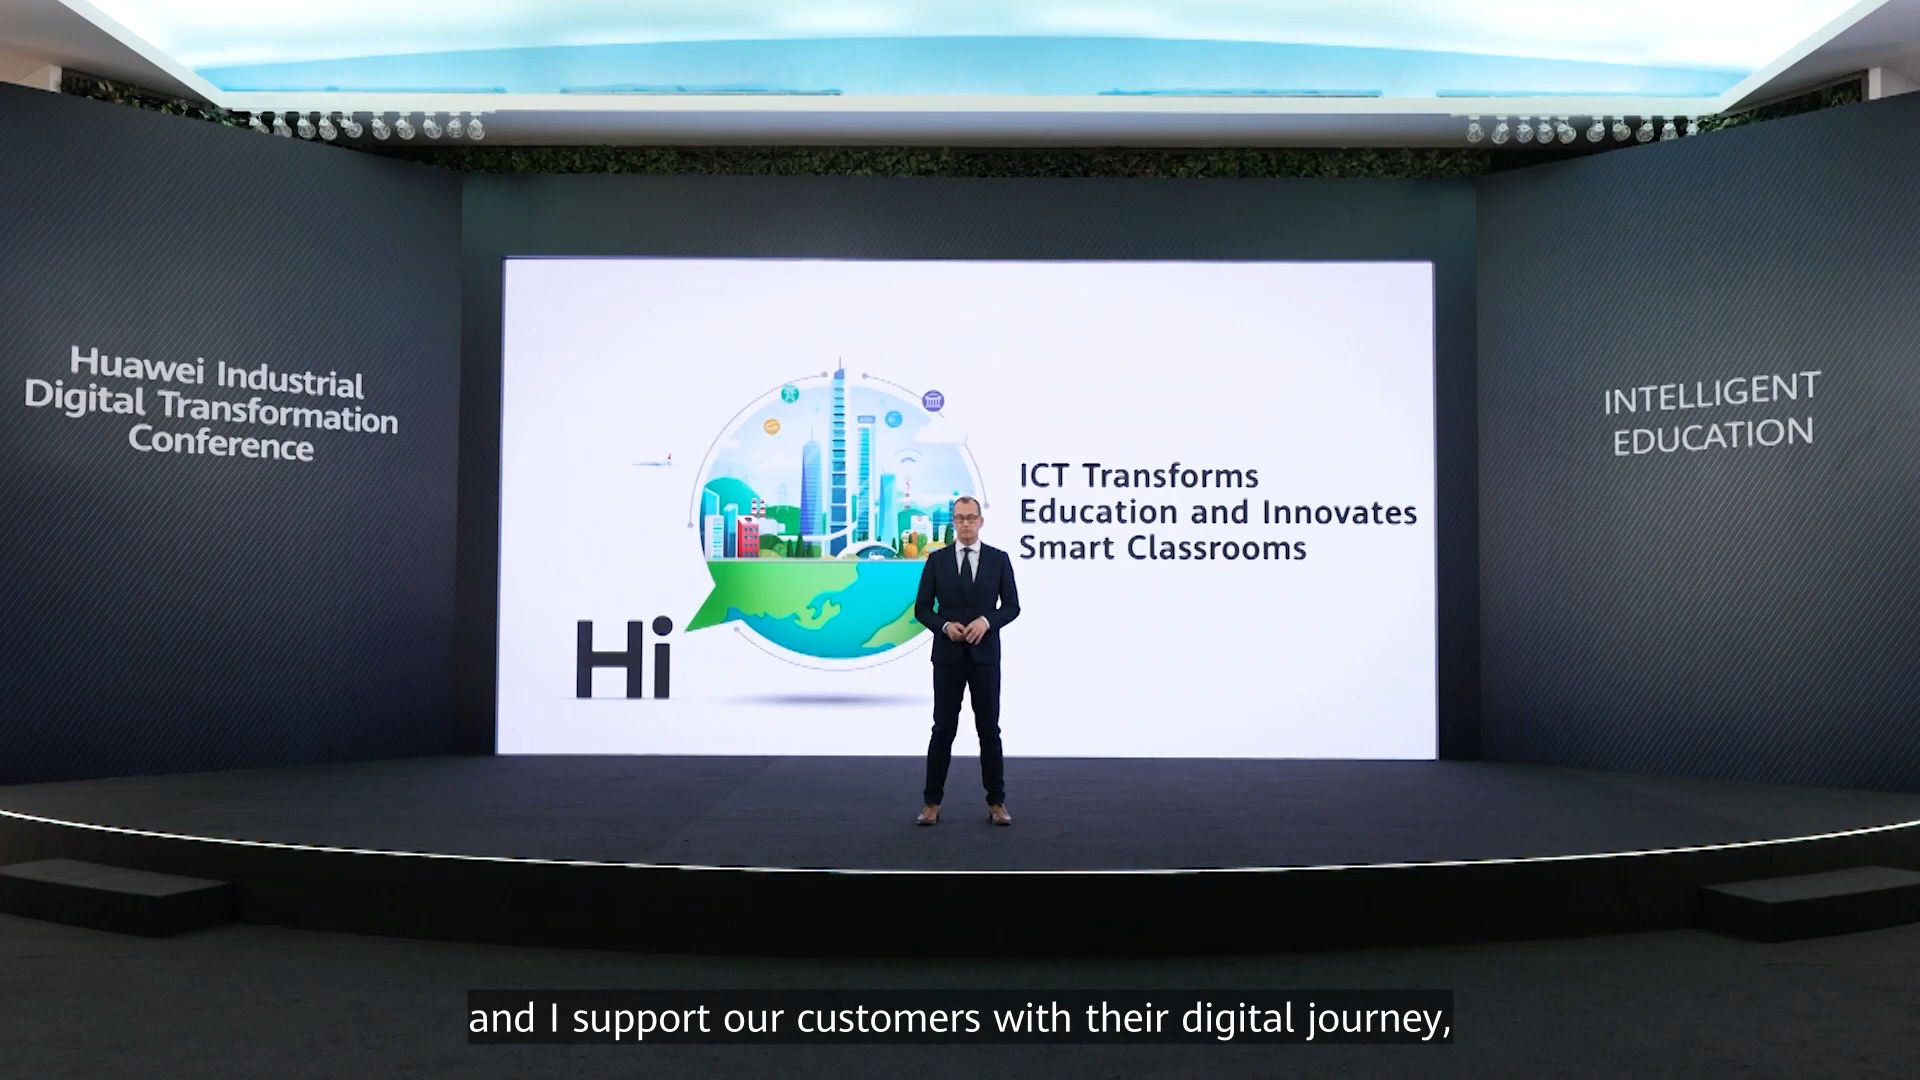 Huawei Industrial
Digital Transformation
Conference
Hi
ICT Transforms
Education and Innovates
Smart Classrooms
INTELLIGENT
EDUCATION
and I support our customers with their digital journey,